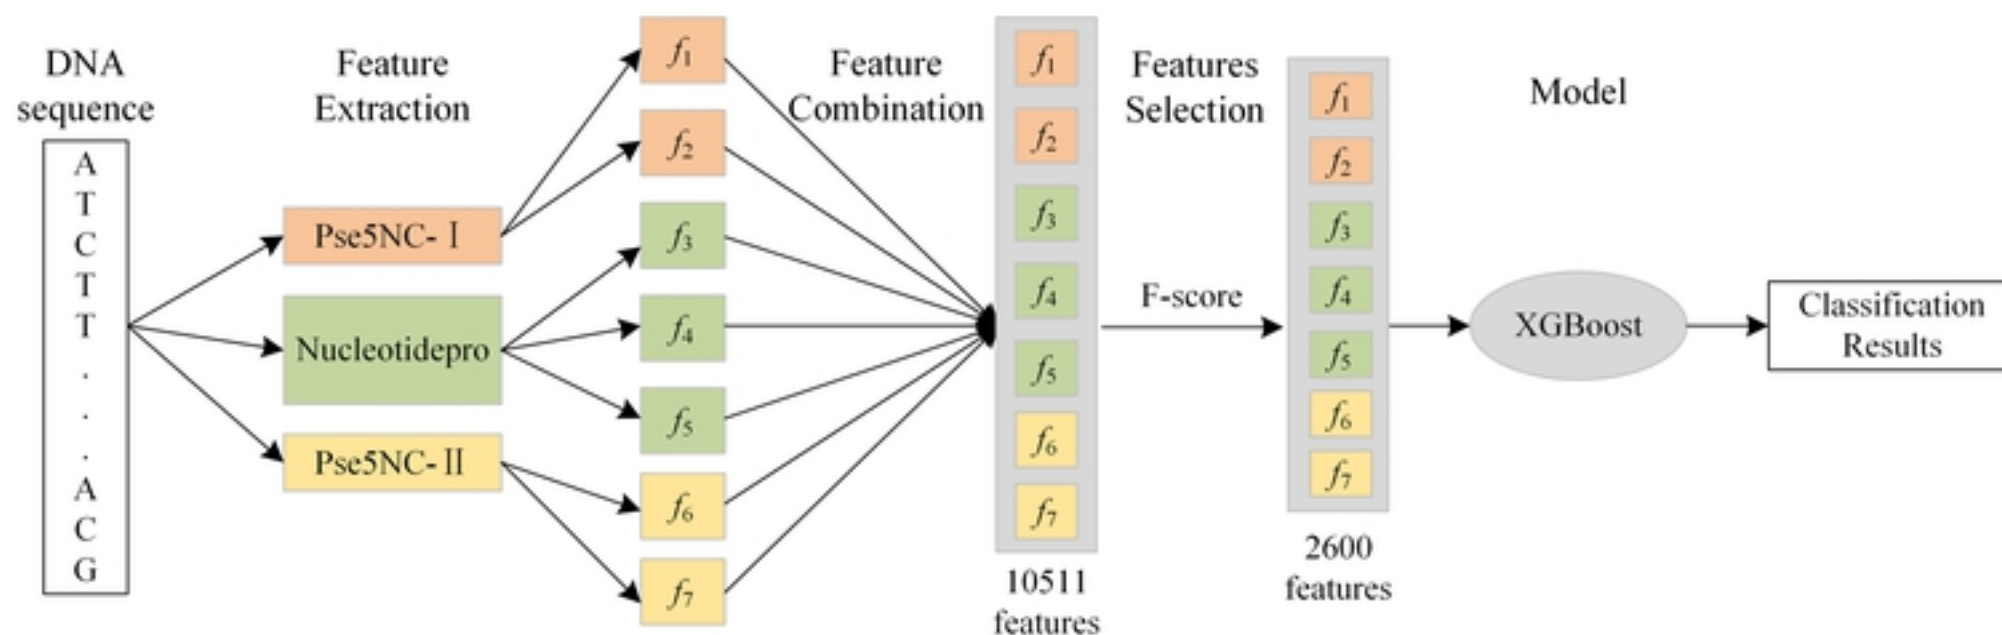 DNA
sequence
A
T
C
T
T
.
.
.
A
C
G
Feature
Extraction
Pse5NC-Ⅰ
Nucleotidepro
Pse5NC-Ⅱ
f1
f2
f3
f4
f5
f6
f7
Feature
Combination
f1
f2
f3
f4
f5
f6
f7
10511
features
Features
Selection
F-score
f1
f2
f3
f4
f5
f6
f7
2600
features
Model
XGBoost
Classification
Results